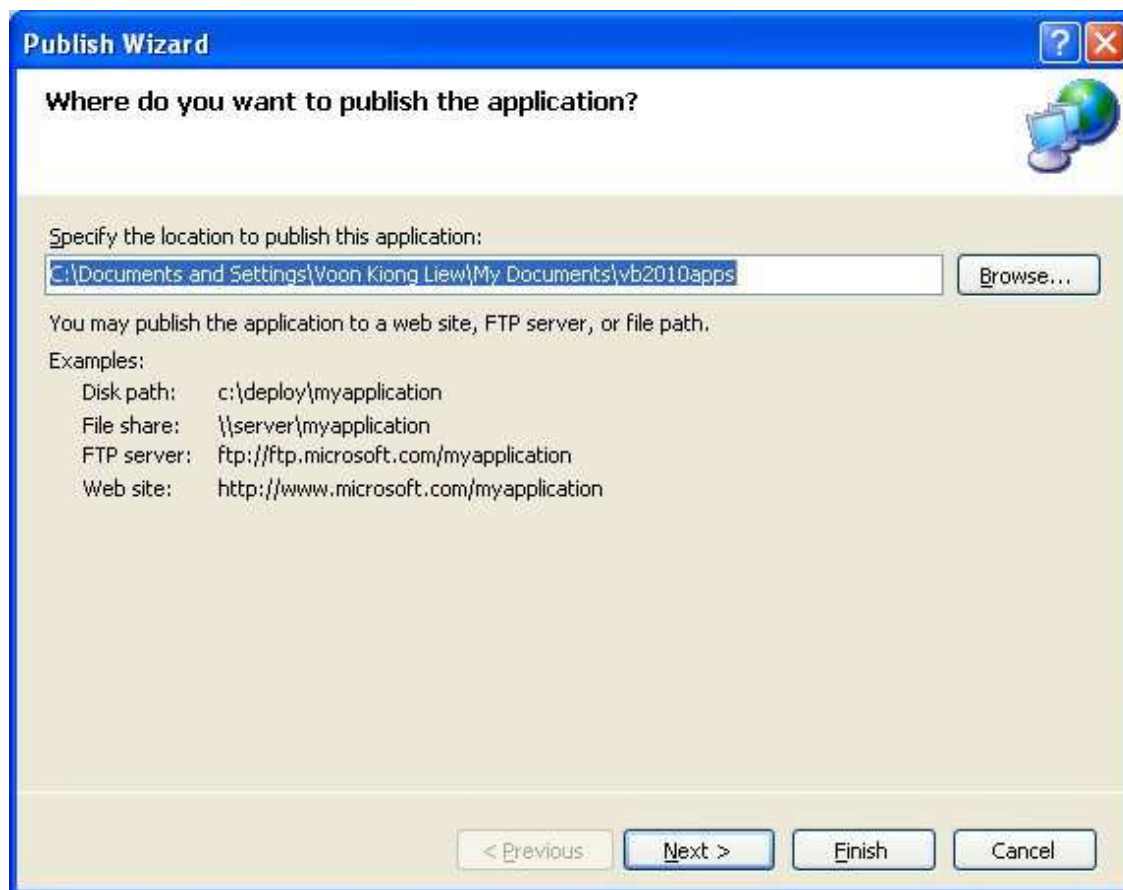 Publish Wizard
?
Where do you want to publish the application?
Specify the location to publish this application:
C:\Documents and Settings\Voon Kiong Liew\My Documents\vb2010apps
Browse...
You may publish the application to a web site, FTP server, or file path.
Examples:
Disk path: c:\deploy\myapplication
File share: \\server\myapplication
FTP server: ftp://ftp.microsoft.com/myapplication
Web site: http://www.microsoft.com/myapplication
< Previous Next > Finish Cancel